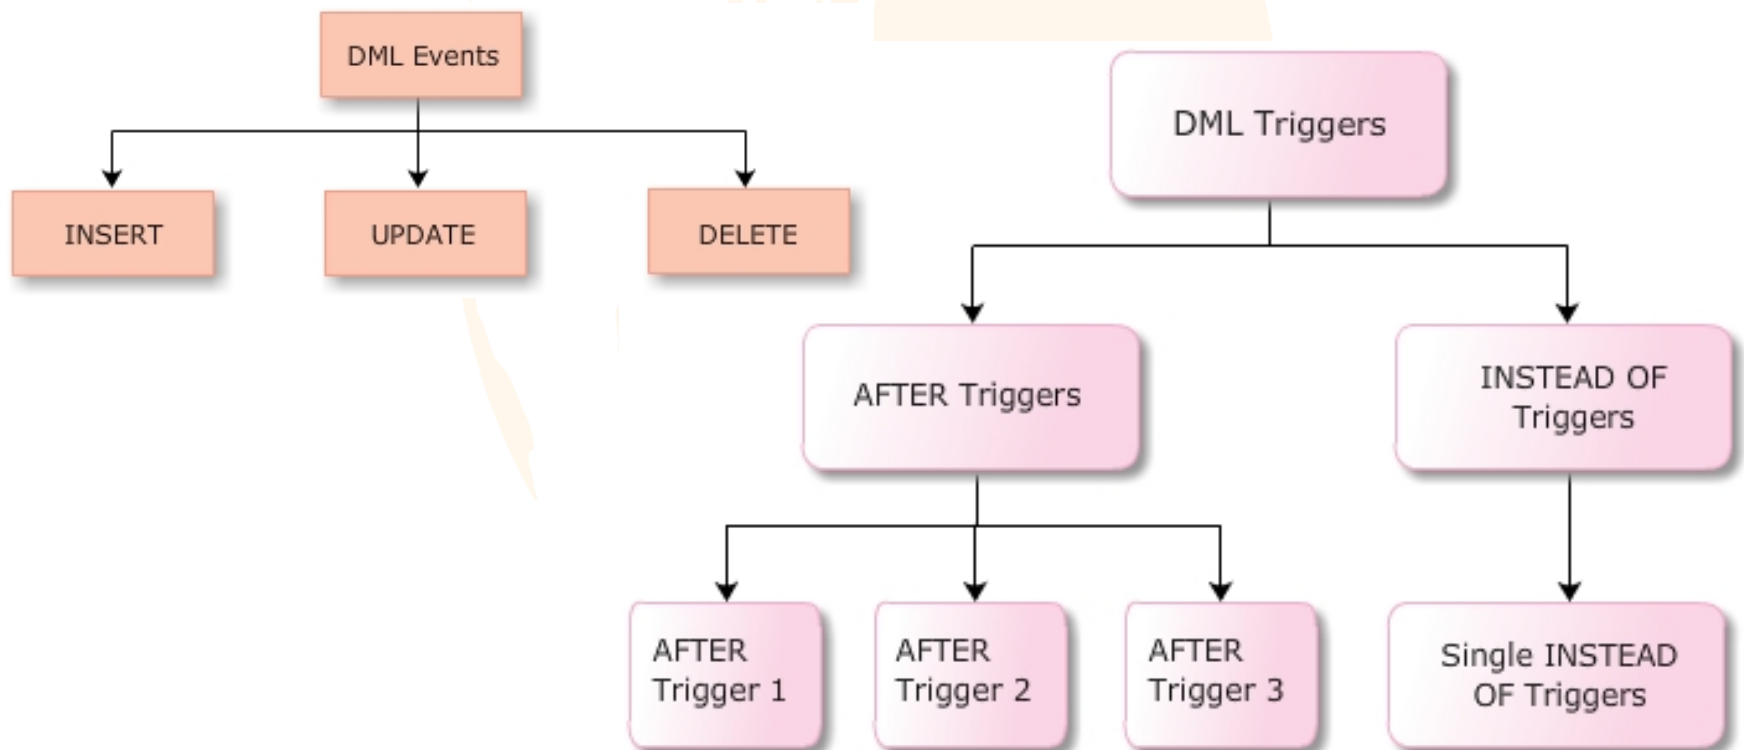 DML Events
INSERT
UPDATE
DELETE
DML Triggers
AFTER Triggers
INSTEAD OF
Triggers
AFTER
Trigger 1
AFTER
Trigger 2
AFTER
Trigger 3
Single INSTEAD
OF Triggers